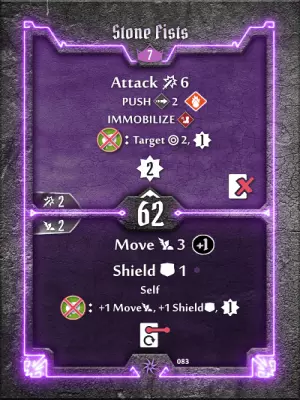 Stone Fists
7
Attack 6
PUSH 2
IMMOBILIZE
: Target 2, 1
2
2
62
2
Move 3 +1
Shield 1
Self
: +1 Move, +1 Shield, 1
083